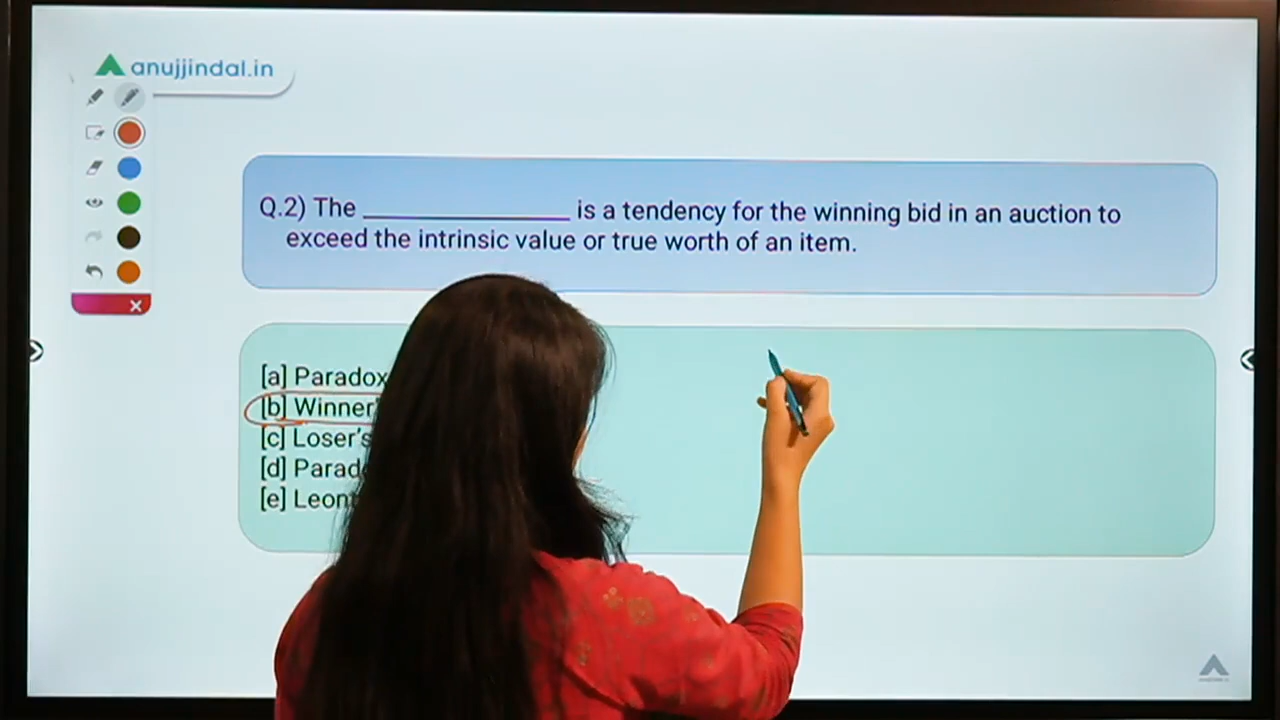 anujjindal.in
Q.2) The ______________ is a tendency for the winning bid in an auction to
exceed the intrinsic value or true worth of an item.
[a] Paradox
[b] Winner'
[c] Loser's
[d] Parad
[e] Leon